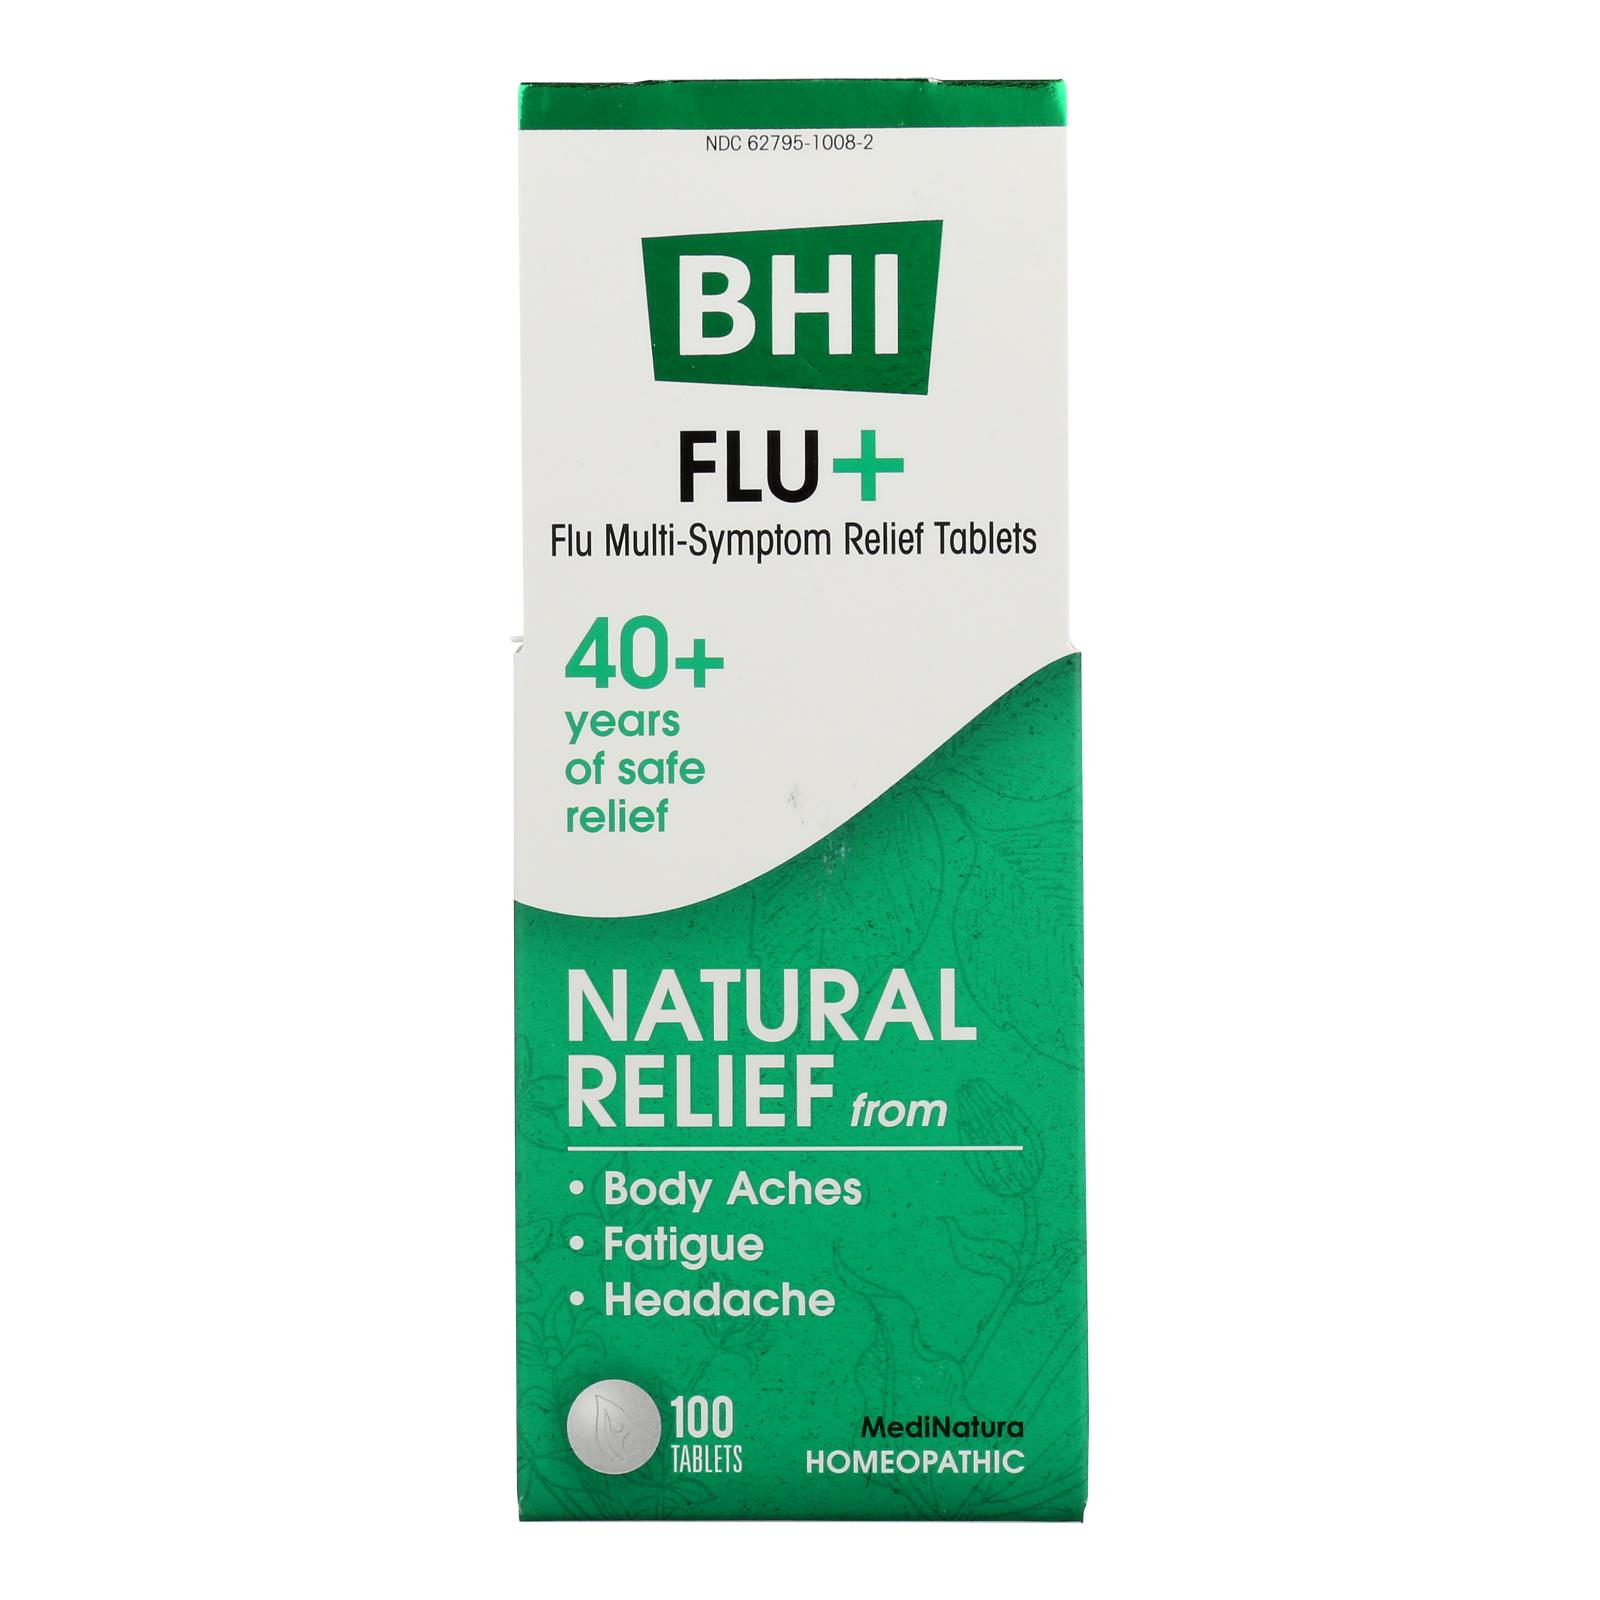 NDC 62795-1008-2
BHI
FLU+
Flu Multi-Symptom Relief Tablets
40+
years
of safe
relief
NATURAL
RELIEF from
• Body Aches
• Fatigue
• Headache
100
TABLETS
MediNatura
HOMEOPATHIC